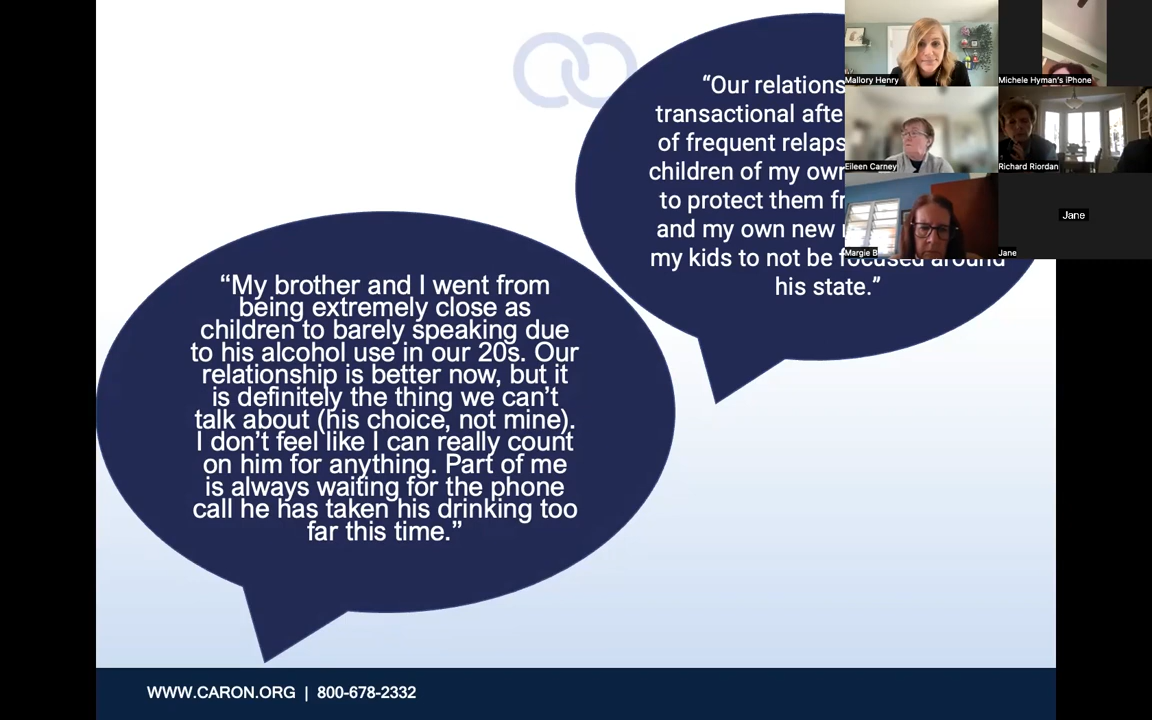 “Our relations
transactional afte
of frequent relaps
children of my own
to protect them fr
and my own new
my kids to not be focused around
his state.”
“My brother and I went from
being extremely close as
children to barely speaking due
to his alcohol use in our 20s. Our
relationship is better now, but it
is definitely the thing we can’t
talk about (his choice, not mine).
I don’t feel like I can really count
on him for anything. Part of me
is always waiting for the phone
call he has taken his drinking too
far this time.”
WWW.CARON.ORG | 800-678-2332
Mallory Henry
Michele Hyman's iPhone
Eileen Carney
Richard Riordan
Margie B
Jane
Jane